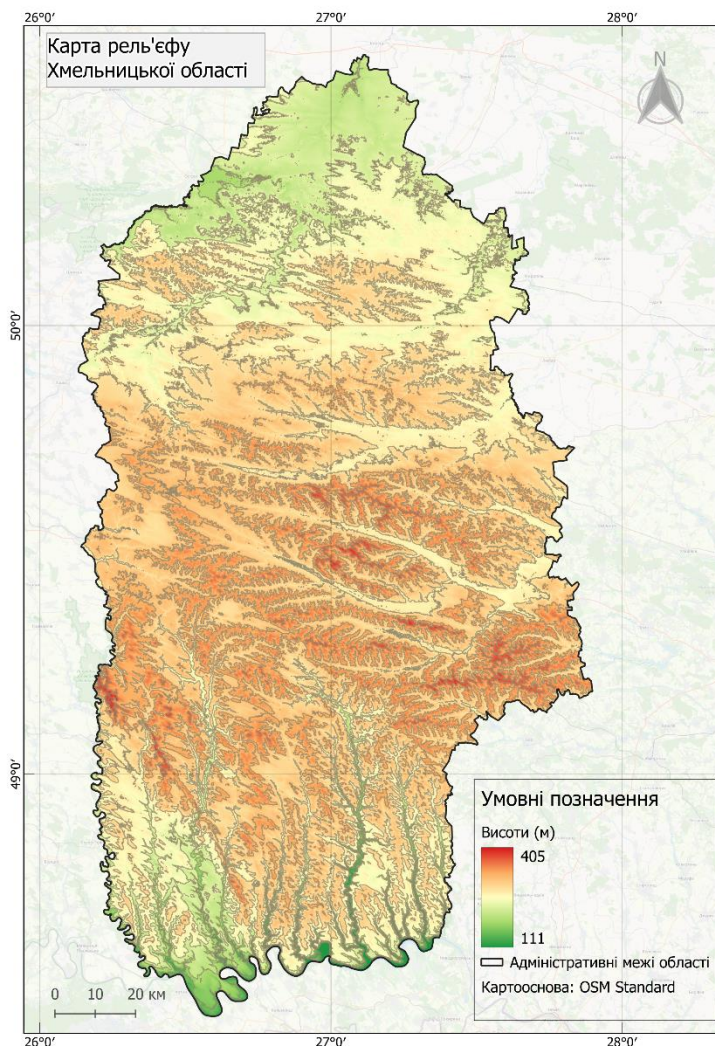 26°0′ 27°0′ 28°0′
Карта рель'єфу
Хмельницької області
N
50°0′
49°0′
Умовні позначення
Висоти (м)
405
111
Адміністративні межі області
Картооснова: OSM Standard
0 10 20 км
26°0′ 27°0′ 28°0′